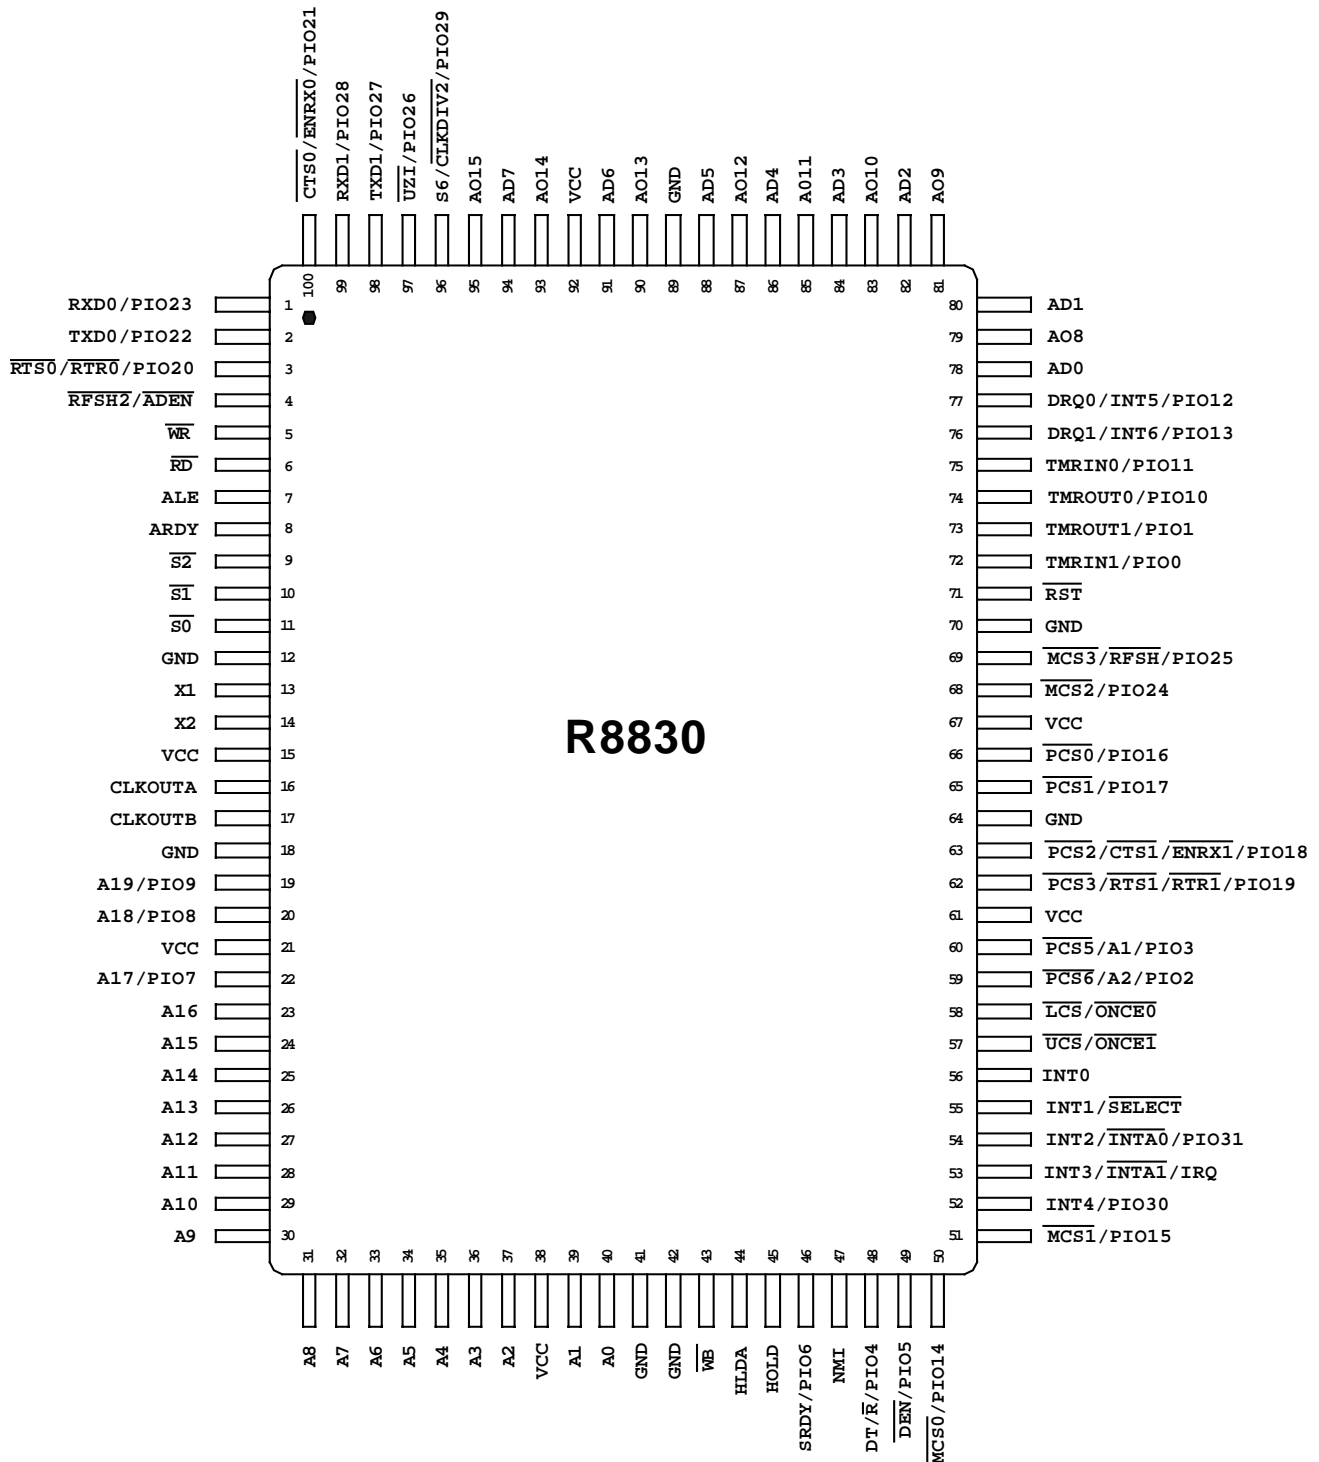 CTS0/ENRX0/PIO21
RXD1/PIO28
TXD1/PIO27
UZI/PIO26
S6/CLKDIV2/PIO29
AO15
AD7
AO14
VCC
AD6
AO13
GND
AD5
AO12
AD4
AO11
AD3
AO10
AD2
AO9
100
99
98
97
96
95
94
93
92
91
90
89
88
87
86
85
84
83
82
81
RXD0/PIO23 1
TXD0/PIO22 2
RTS0/RTR0/PIO20 3
RFSH2/ADEN 4
WR 5
RD 6
ALE 7
ARDY 8
S2 9
S1 10
S0 11
GND 12
X1 13
X2 14
VCC 15
CLKOUTA 16
CLKOUTB 17
GND 18
A19/PIO9 19
A18/PIO8 20
VCC 21
A17/PIO7 22
A16 23
A15 24
A14 25
A13 26
A12 27
A11 28
A10 29
A9 30
R8830
80 AD1
79 AO8
78 AD0
77 DRQ0/INT5/PIO12
76 DRQ1/INT6/PIO13
75 TMRIN0/PIO11
74 TMROUT0/PIO10
73 TMROUT1/PIO1
72 TMRIN1/PIO0
71 RST
70 GND
69 MCS3/RFSH/PIO25
68 MCS2/PIO24
67 VCC
66 PCS0/PIO16
65 PCS1/PIO17
64 GND
63 PCS2/CTS1/ENRX1/PIO18
62 PCS3/RTS1/RTR1/PIO19
61 VCC
60 PCS5/A1/PIO3
59 PCS6/A2/PIO2
58 LCS/ONCE0
57 UCS/ONCE1
56 INT0
55 INT1/SELECT
54 INT2/INTA0/PIO31
53 INT3/INTA1/IRQ
52 INT4/PIO30
51 MCS1/PIO15
31
32
33
34
35
36
37
38
39
40
41
42
43
44
45
46
47
48
49
50
A8
A7
A6
A5
A4
A3
A2
VCC
A1
A0
GND
GND
WB
HLDA
HOLD
SRDY/PIO6
NMI
DT/R/PIO4
DEN/PIO5
MCS0/PIO14